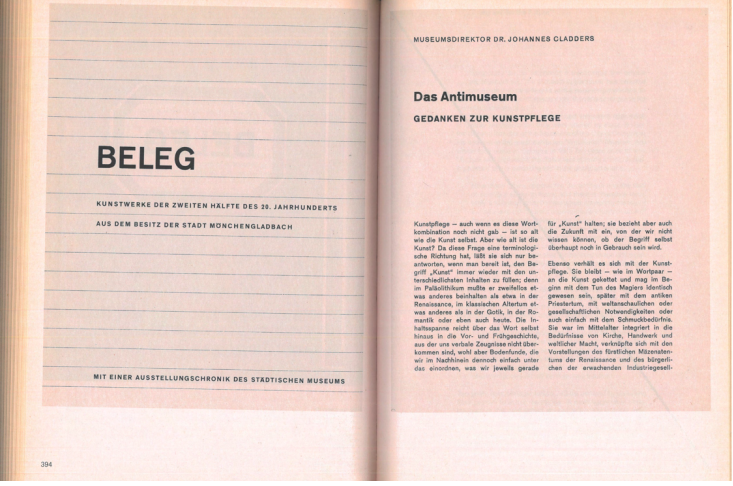 BELEG
KUNSTWERKE DER ZWEITEN HÄLFTE DES 20. JAHRHUNDERTS
AUS DEM BESITZ DER STADT MÖNCHENGLADBACH
MIT EINER AUSSTELLUNGSCHRONIK DES STÄDTISCHEN MUSEUMS
394
MUSEUMSDIREKTOR DR. JOHANNES CLADDERS
Das Antimuseum
GEDANKEN ZUR KUNSTPFLEGE
Kunstpflege — auch wenn es diese Wort-
kombination noch nicht gab — ist so alt
wie die Kunst selbst. Aber wie alt ist die
Kunst? Da diese Frage eine terminologi-
sche Richtung hat, läßt sie sich nur be-
antworten, wenn man bereit ist, den Be-
griff „Kunst" immer wieder mit den un-
terschiedlichsten Inhalten zu füllen; denn
im Paläolithikum mußte er zweifellos et-
was anderes beinhalten als etwa in der
Renaissance, im klassischen Altertum et-
was anderes als in der Gotik, in der Ro-
mantik oder eben auch heute. Die In-
haltsspanne reicht über das Wort selbst
hinaus in die Vor- und Frühgeschichte,
aus der uns verbale Zeugnisse nicht über-
kommen sind, wohl aber Bodenfunde, die
wir im Nachhinein dennoch einfach unter
das einordnen, was wir jeweils gerade
für „Kunst" halten; sie bezieht aber auch
die Zukunft mit ein, von der wir nicht
wissen können, ob der Begriff selbst
überhaupt noch in Gebrauch sein wird.
Ebenso verhält es sich mit der Kunst-
pflege. Sie bleibt — wie im Wortpaar —
an die Kunst gekettet und mag im Be-
ginn mit dem Tun des Magiers identisch
gewesen sein, später mit dem antiken
Priestertum, mit weltanschaulichen oder
gesellschaftlichen Notwendigkeiten oder
auch einfach mit dem Schmuckbedürfnis.
Sie war im Mittelalter integriert in die
Bedürfnisse von Kirche, Handwerk und
weltlicher Macht, verknüpfte sich mit den
Vorstellungen des fürstlichen Mäzenaten-
tums der Renaissance und des bürgerli-
chen der erwachenden Industriegesell-